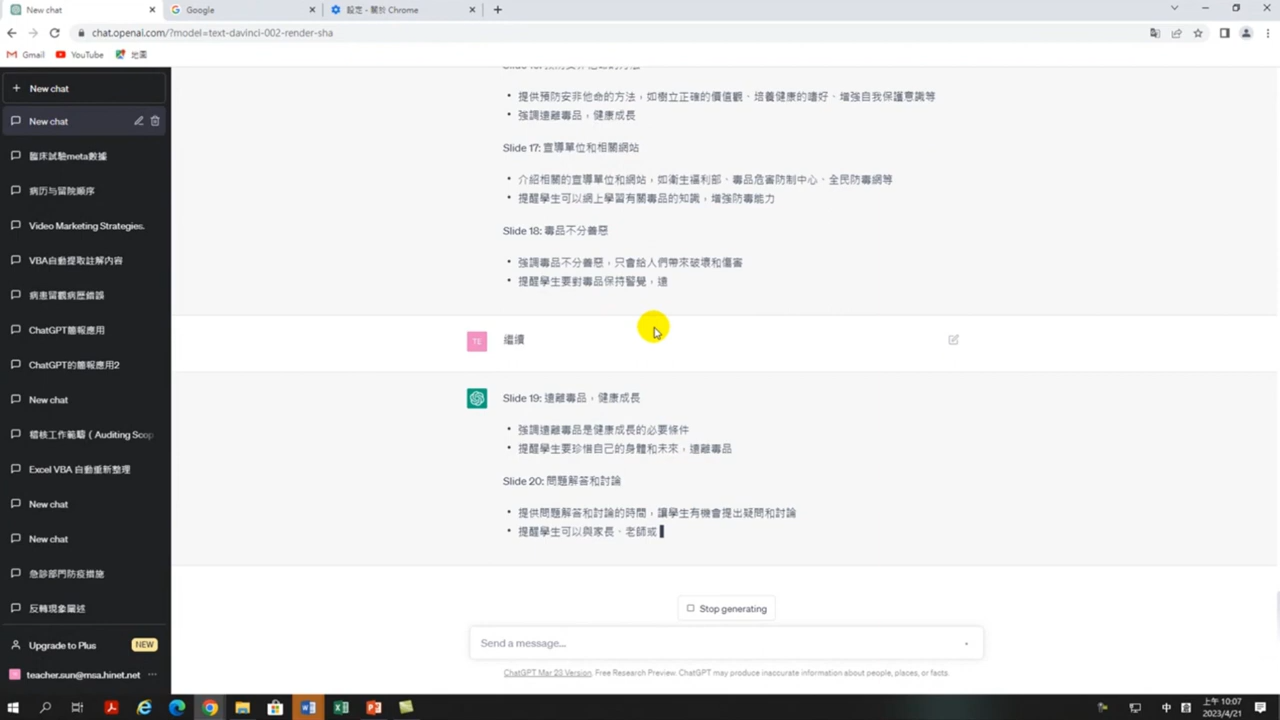 New chat
Google
設定 - 關於 Chrome
chat.openai.com/?model=text-davinci-002-render-sha
Gmail
YouTube
地圖
+ New chat
New chat
臨床試驗meta數據
病历与留院顺序
Video Marketing Strategies.
VBA自動提取註解內容
病患留觀病歷錯誤
ChatGPT簡報應用
ChatGPT的簡報應用2
New chat
稽核工作範疇（Auditing Scop
Excel VBA 自動重新整理
New chat
New chat
急診部門防疫措施
反轉現象闡述
Upgrade to Plus
NEW
teacher.sun@msa.hinet.net
• 提供預防安非他命的方法，如樹立正確的價值觀、培養健康的嗜好、增強自我保護意識等
• 強調遠離毒品，健康成長
Slide 17: 宣導單位和相關網站
• 介紹相關的宣導單位和網站，如衛生福利部、毒品危害防制中心、全民防毒網等
• 提醒學生可以網上學習有關毒品的知識，增強防毒能力
Slide 18: 毒品不分善惡
• 強調毒品不分善惡，只會給人們帶來破壞和傷害
• 提醒學生要對毒品保持警覺，遠
TE
繼續
Slide 19: 遠離毒品，健康成長
• 強調遠離毒品是健康成長的必要條件
• 提醒學生要珍惜自己的身體和未來，遠離毒品
Slide 20: 問題解答和討論
• 提供問題解答和討論的時間，讓學生有機會提出疑問和討論
• 提醒學生可以與家長、老師或
Stop generating
Send a message...
ChatGPT Mar 23 Version. Free Research Preview. ChatGPT may produce inaccurate information about people, places, or facts
中
上午 10:07
2023/4/21